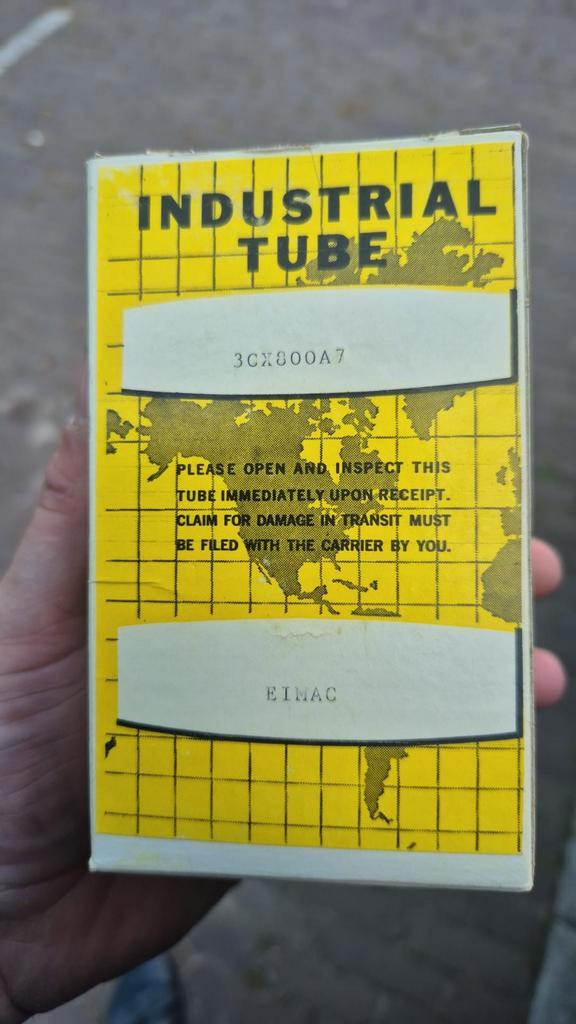 INDUSTRIAL
TUBE
3CX800A7
PLEASE OPEN AND INSPECT THIS
TUBE IMMEDIATELY UPON RECEIPT.
CLAIM FOR DAMAGE IN TRANSIT MUST
BE FILED WITH THE CARRIER BY YOU.
EIMAC